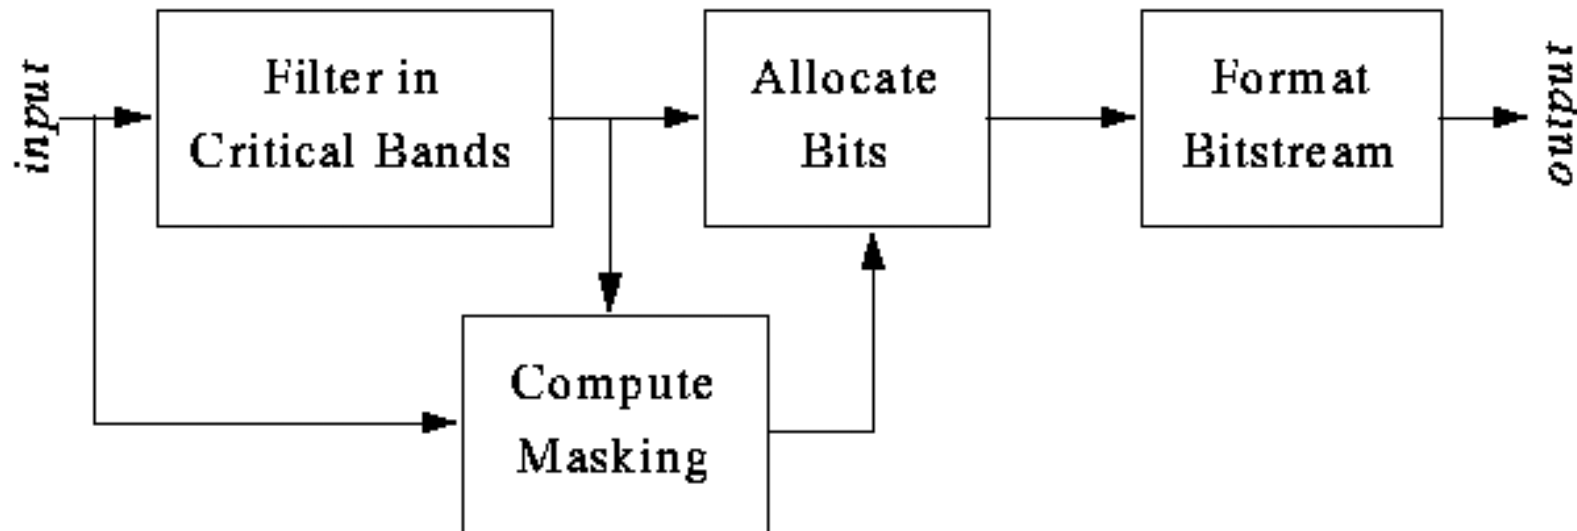 input
Filter in
Critical Bands
Allocate
Bits
Format
Bitstream
output
Compute
Masking